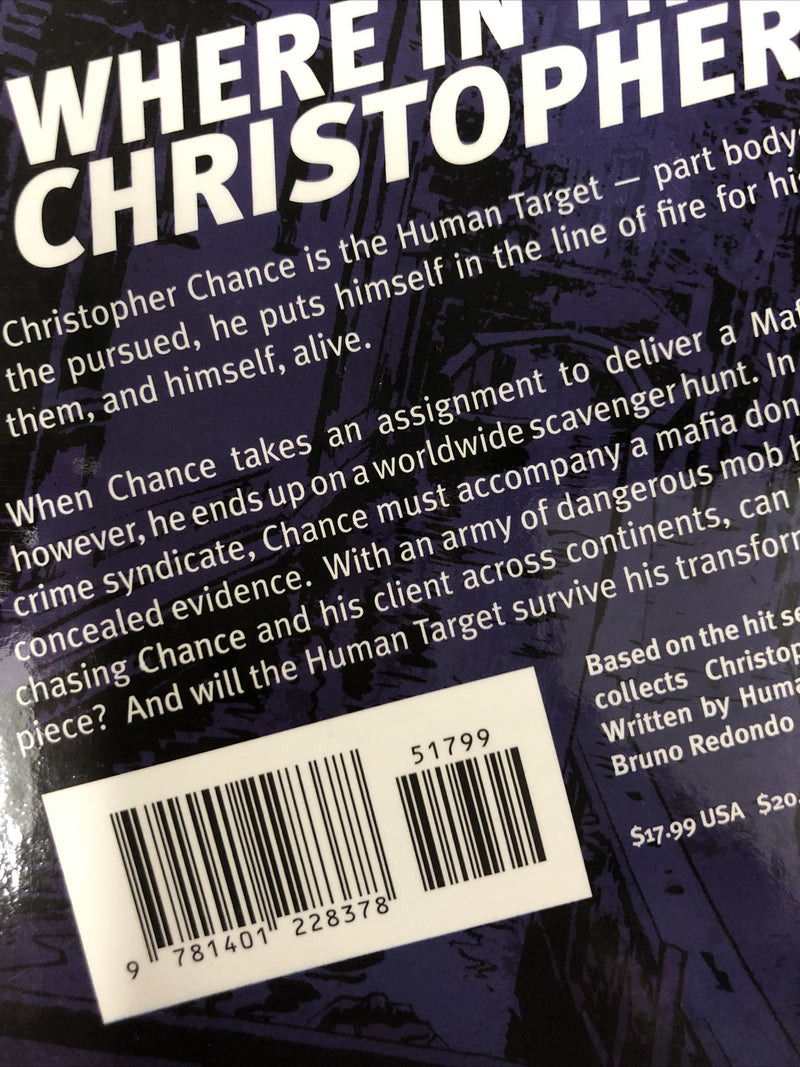 WHERE IN
CHRISTOPHER
Christopher Chance is the Human Target — part
the pursued, he puts himself in the line of fire for
them, and himself, alive.
When Chance takes an assignment to deliver a
however, he ends up on a worldwide scavenger hunt. In
crime syndicate, Chance must accompany a mafia don
concealed evidence. With an army of dangerous mob
chasing Chance and his client across continents, can
piece? And will the Human Target survive his
Based on the hit
collects
Written by
Bruno Redondo
$17.99 USA $20.
51799
9 781401 228378